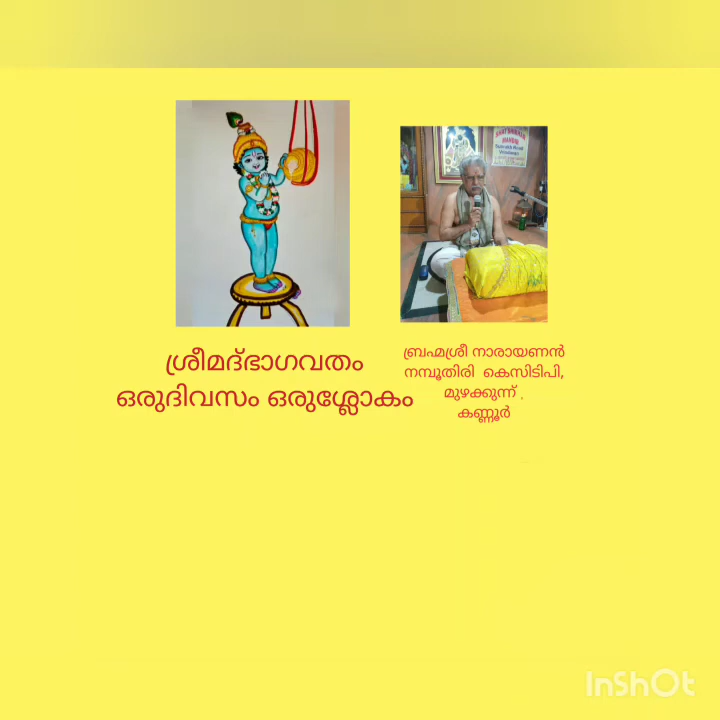 ശ്രീമദ്ഭാഗവതം
ഒരുദിവസം ഒരുശ്ലോകം
ബ്രഹ്മശ്രീ നാരായണൻ
നമ്പൂതിരി കെസിടിപി,
മുഴക്കുന്ന് .
കണ്ണൂർ
InShOt